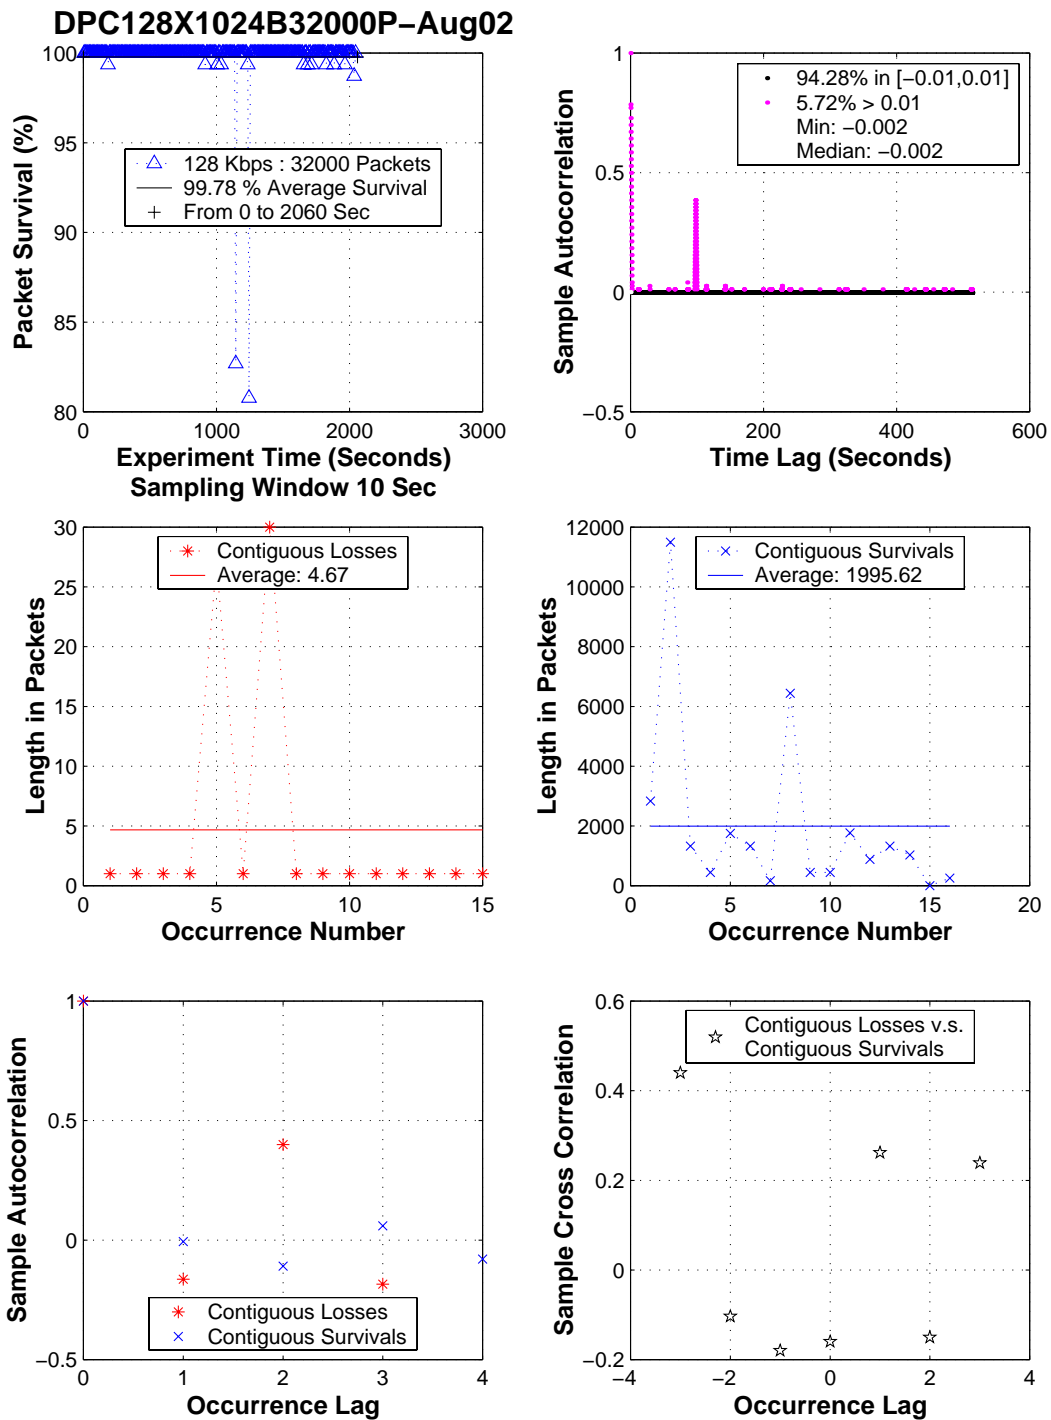 DPC128X1024B32000P−Aug02
100
95
90
85
80
0
1000
2000
3000
Packet Survival (%)
128 Kbps : 32000 Packets
99.78 % Average Survival
From 0 to 2060 Sec
Experiment Time (Seconds)
Sampling Window 10 Sec
1
0.5
0
−0.5
0
200
400
600
Sample Autocorrelation
94.28% in [−0.01,0.01]
5.72% > 0.01
Min: −0.002
Median: −0.002
Time Lag (Seconds)
30
25
20
15
10
5
0
0
5
10
15
Length in Packets
Contiguous Losses
Average: 4.67
Occurrence Number
12000
10000
8000
6000
4000
2000
0
0
5
10
15
20
Length in Packets
Contiguous Survivals
Average: 1995.62
Occurrence Number
1
0.5
0
−0.5
0
1
2
3
4
Sample Autocorrelation
Contiguous Losses
Contiguous Survivals
Occurrence Lag
0.6
0.4
0.2
0
−0.2
−4
−2
0
2
4
Sample Cross Correlation
Contiguous Losses v.s.
Contiguous Survivals
Occurrence Lag